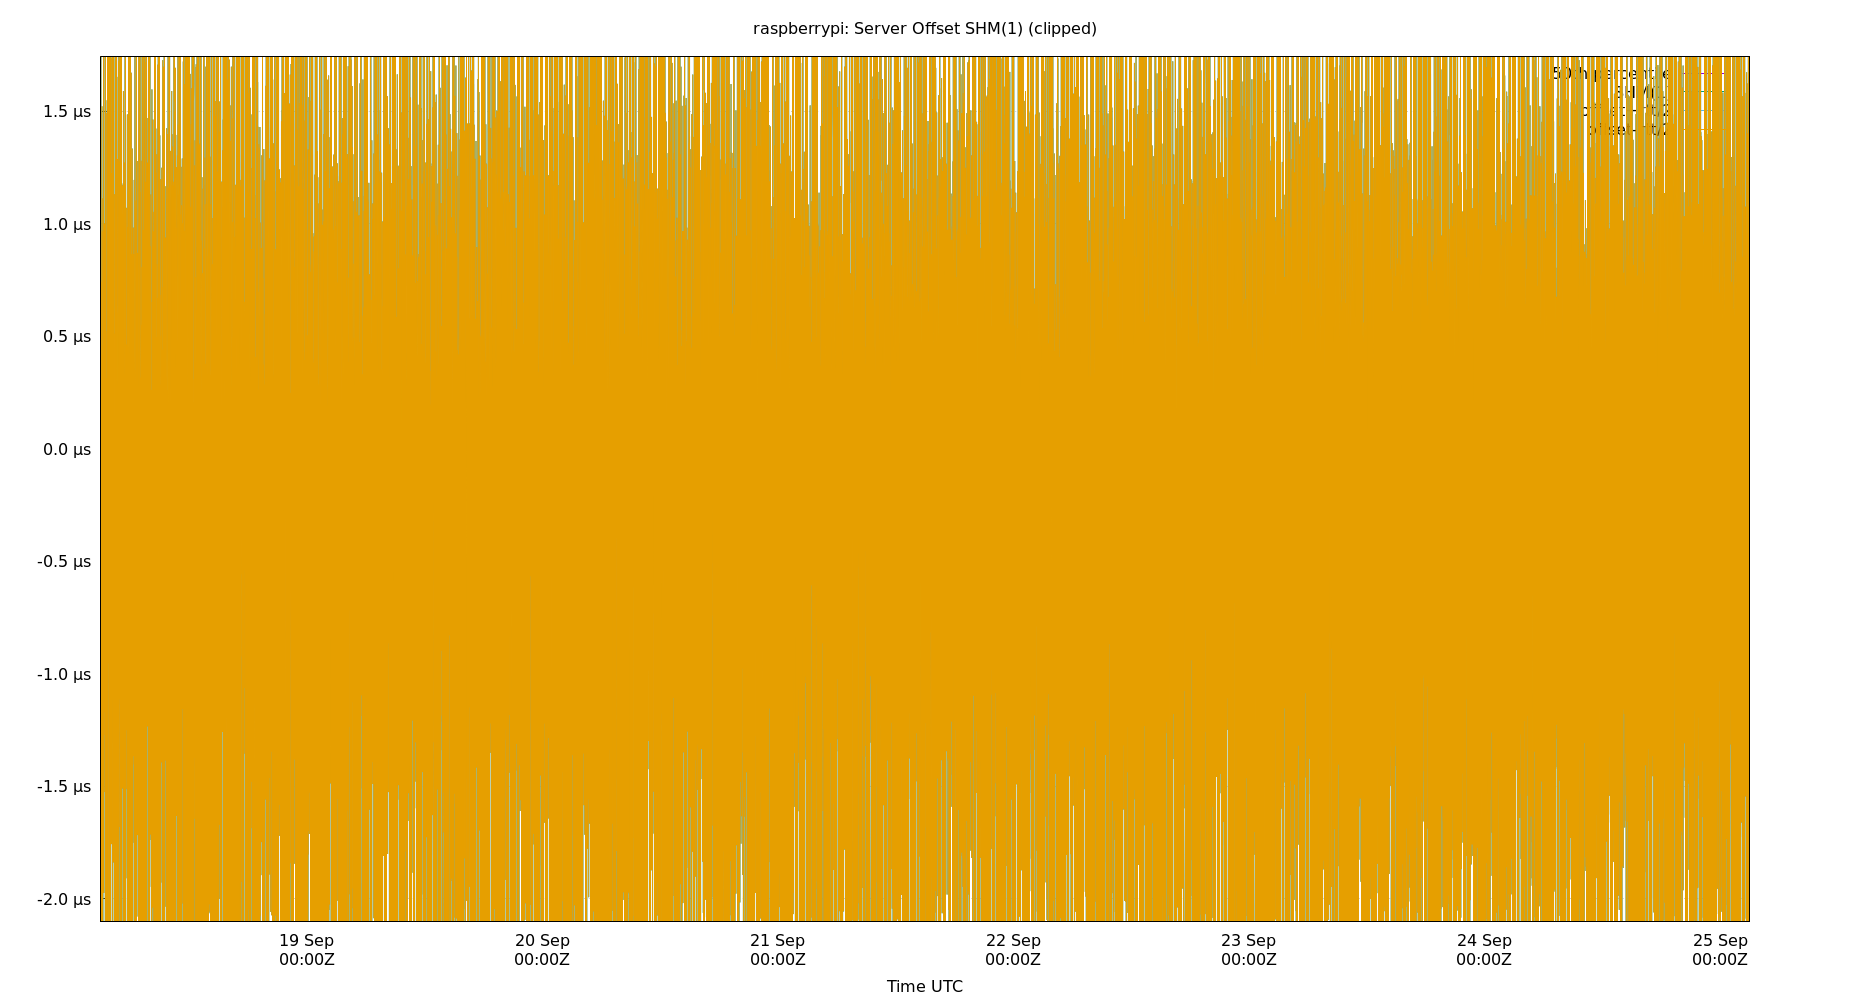 raspberrypi: Server Offset SHM(1) (clipped)
1.5 µs
1.0 µs
0.5 µs
0.0 µs
-0.5 µs
-1.0 µs
-1.5 µs
-2.0 µs
19 Sep 20 Sep 21 Sep 22 Sep 23 Sep 24 Sep 25 Sep
00:00Z 00:00Z 00:00Z 00:00Z 00:00Z 00:00Z 00:00Z
Time UTC